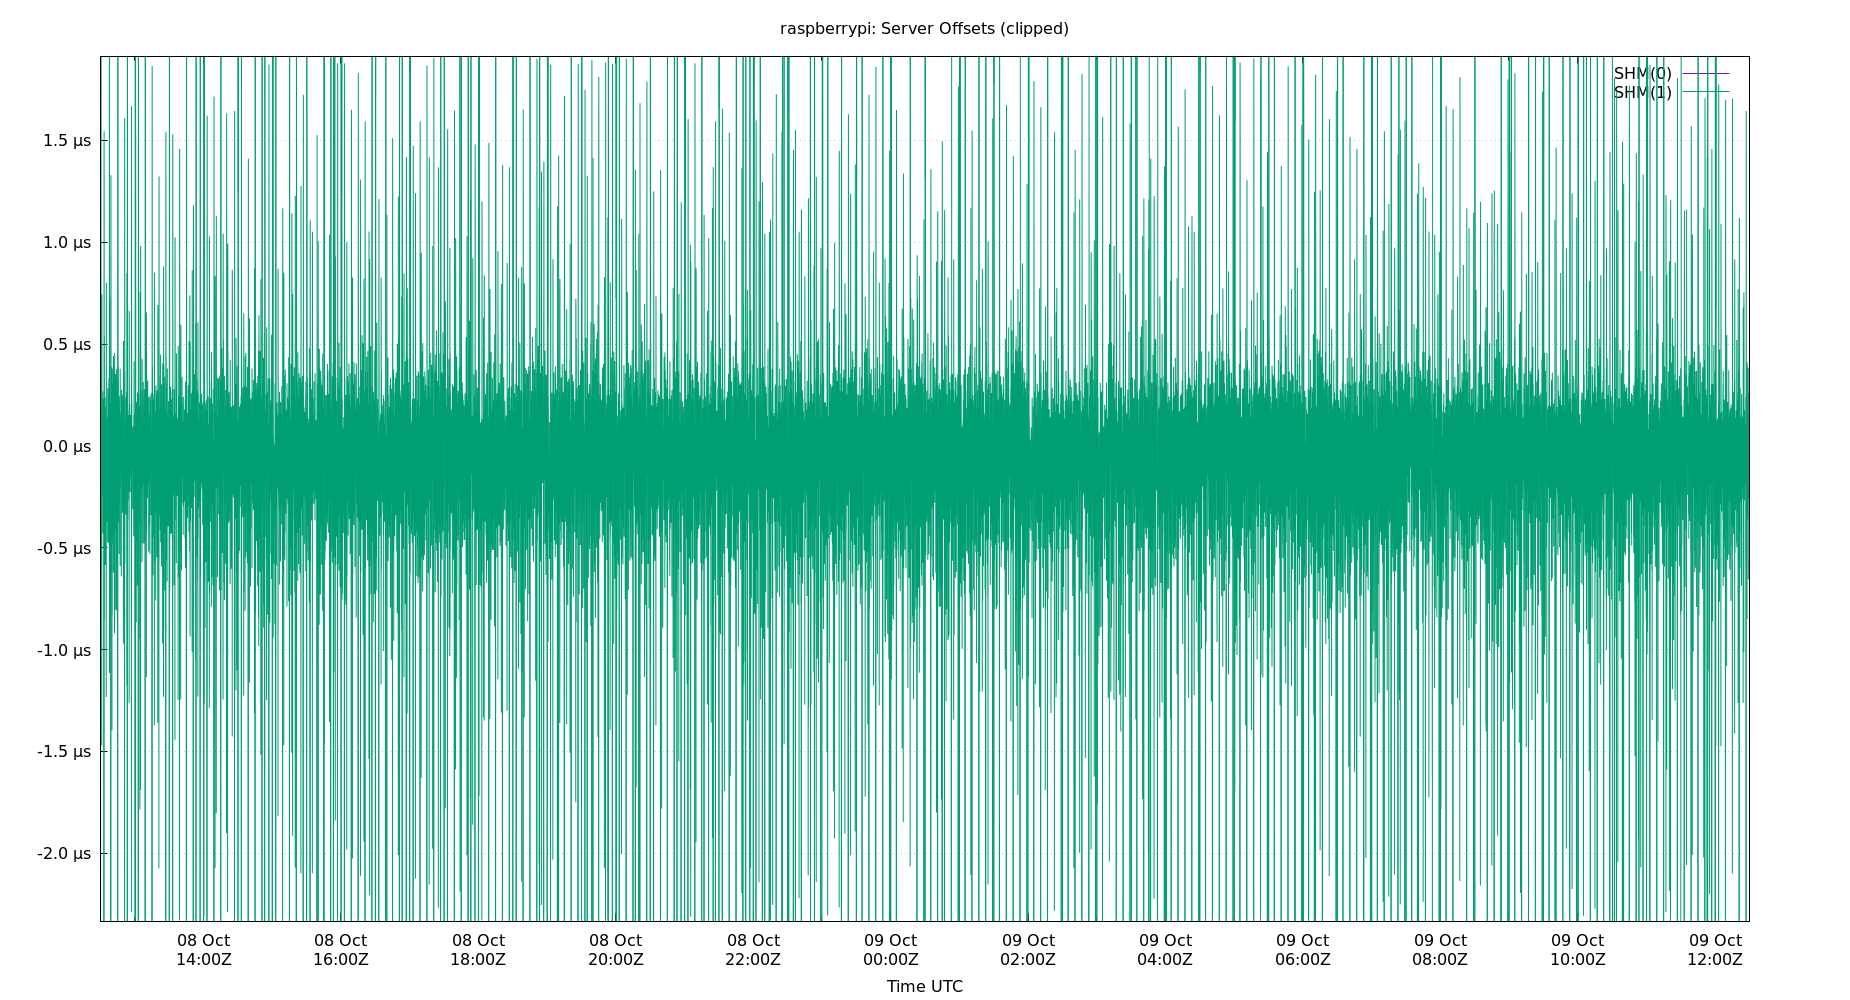 raspberrypi: Server Offsets (clipped)
SHM(0)
SHM(1)
1.5 µs
1.0 µs
0.5 µs
0.0 µs
-0.5 µs
-1.0 µs
-1.5 µs
-2.0 µs
08 Oct 08 Oct 08 Oct 08 Oct 08 Oct 09 Oct 09 Oct 09 Oct 09 Oct 09 Oct 09 Oct 09 Oct
14:00Z 16:00Z 18:00Z 20:00Z 22:00Z 00:00Z 02:00Z 04:00Z 06:00Z 08:00Z 10:00Z 12:00Z
Time UTC